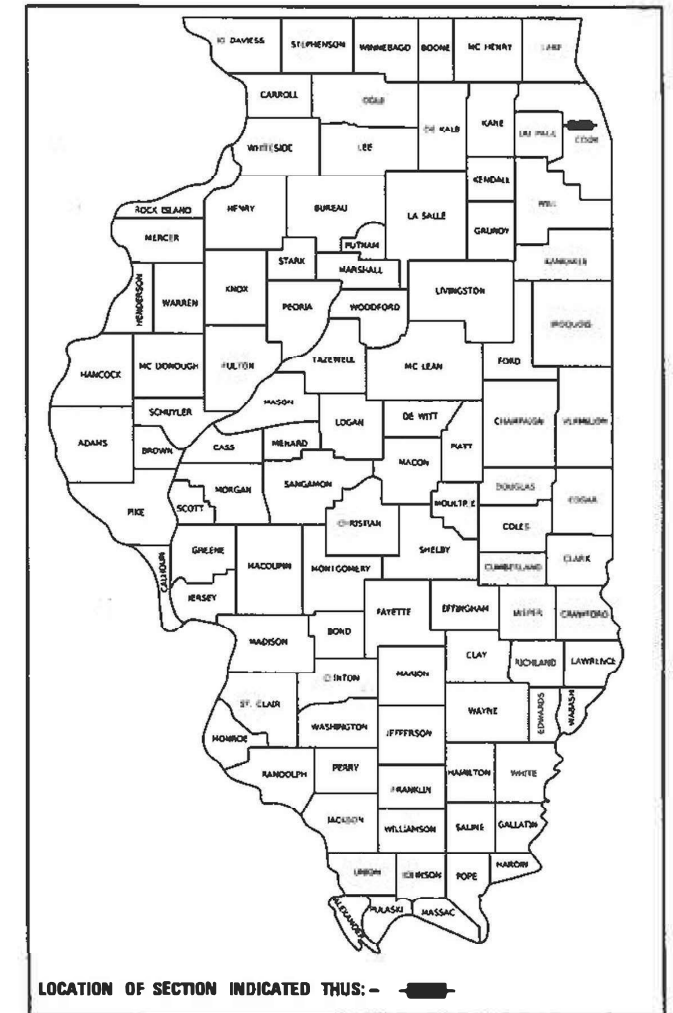 JO DAVIESS STEPHENSON WINNEBAGO BOONE MC HENRY LAKE
CARROLL OGLE DE KALB KANE DU PAGE COOK
WHITESIDE LEE
KENDALL
ROCK ISLAND HENRY BUREAU LA SALLE WILL
MERCER PUTNAM GRUNDY
STARK MARSHALL KANKAKEE
HENDERSON WARREN KNOX PEORIA WOODFORD LIVINGSTON
IROQUOIS
HANCOCK MC DONOUGH FULTON TAZEWELL MC LEAN FORD
MASON
SCHUYLER LOGAN DE WITT CHAMPAIGN VERMILION
ADAMS BROWN CASS MENARD MACON PIATT
MORGAN SANGAMON DOUGLAS EDGAR
PIKE SCOTT CHRISTIAN MOULTRIE COLES
GREENE MACOUPIN MONTGOMERY SHELBY CUMBERLAND CLARK
CALHOUN JERSEY FAYETTE EFFINGHAM JASPER CRAWFORD
MADISON BOND CLAY RICHLAND LAWRENCE
CLINTON MARION
ST. CLAIR WAYNE EDWARDS WABASH
MONROE WASHINGTON JEFFERSON
RANDOLPH PERRY HAMILTON WHITE
FRANKLIN
JACKSON WILLIAMSON SALINE GALLATIN
UNION JOHNSON POPE HARDIN
ALEXANDER PULASKI MASSAC
LOCATION OF SECTION INDICATED THUS: -